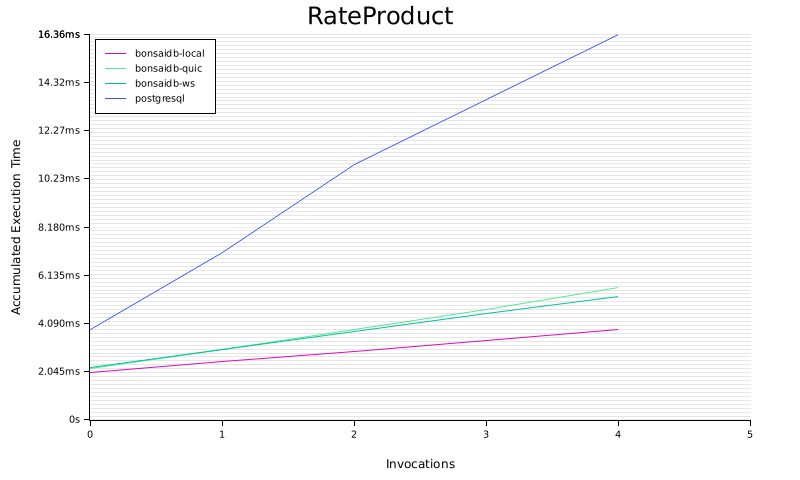 RateProduct
16.36ms
14.32ms
12.27ms
10.23ms
8.180ms
6.135ms
4.090ms
2.045ms
0s
Accumulated Execution Time
bonsaidb-local
bonsaidb-quic
bonsaidb-ws
postgresql
0 1 2 3 4 5
Invocations